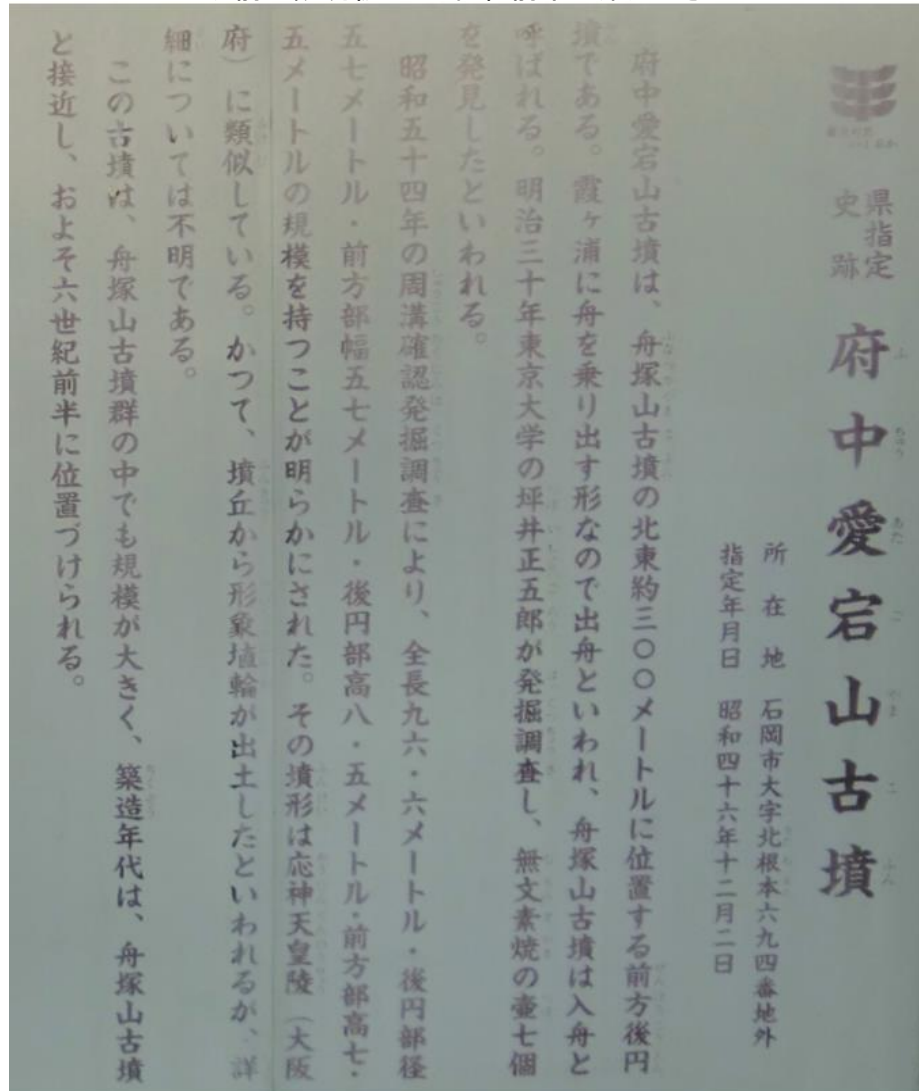 県指定
史跡
府中愛宕山古墳
所在地 石岡市大字北根本六九四番地外
指定年月日 昭和四十六年十二月二日
府中愛宕山古墳は、舟塚山古墳の北東約三〇〇メートルに位置する前方後円
墳である。霞ヶ浦に舟を乗り出す形なので出舟といわれ、舟塚山古墳は入舟と
呼ばれる。明治三十年東京大学の坪井正五郎が発掘調査し、無文素焼の壷七個
を発見したといわれる。
昭和五十四年の周溝確認発掘調査により、全長九六・六メートル・後円部径
五七メートル・前方部幅五七メートル・後円部高八・五メートル・前方部高七・
五メートルの規模を持つことが明らかにされた。その墳形は応神天皇陵（大阪
府）に類似している。かつて、墳丘から形象埴輪が出土したといわれるが、詳
細については不明である。
この古墳は、舟塚山古墳群の中でも規模が大きく、築造年代は、舟塚山古墳
と接近し、およそ六世紀前半に位置づけられる。